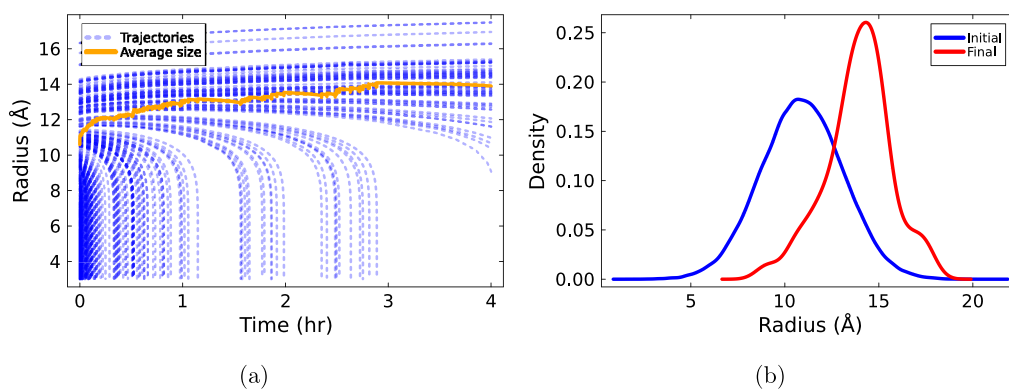 Trajectories
Average size
16
14
12
10
8
6
4
Radius (Å)
0
1
2
3
4
Time (hr)
(a)
Initial
Final
0.25
0.20
0.15
0.10
0.05
0.00
Density
5
10
15
20
Radius (Å)
(b)